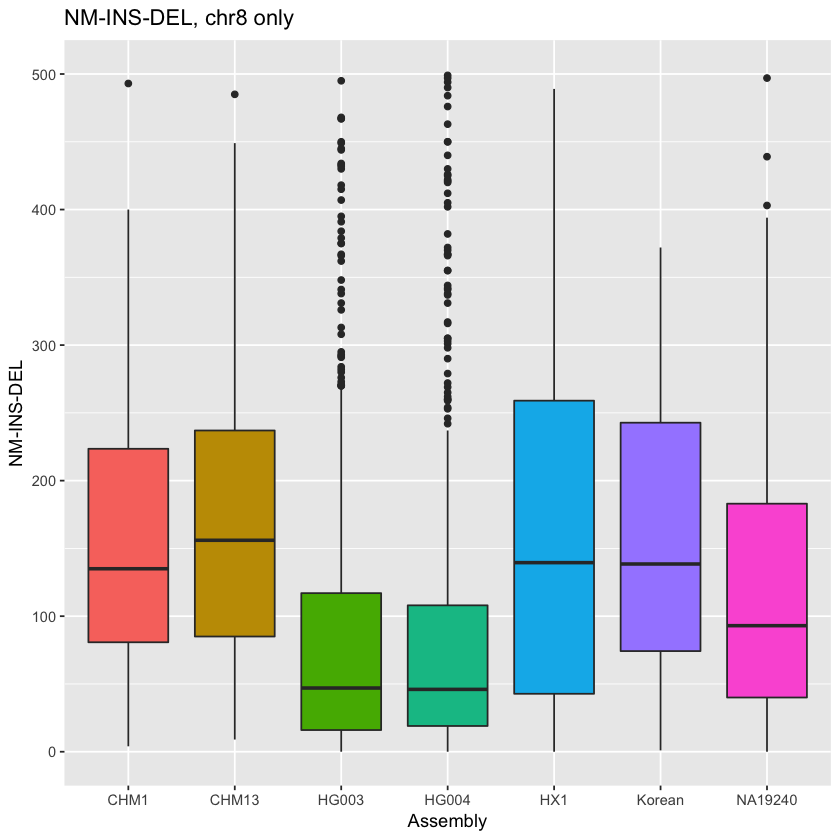 NM-INS-DEL, chr8 only
500
400
300
200
100
0
NM-INS-DEL
CHM1 CHM13 HG003 HG004 HX1 Korean NA19240
Assembly